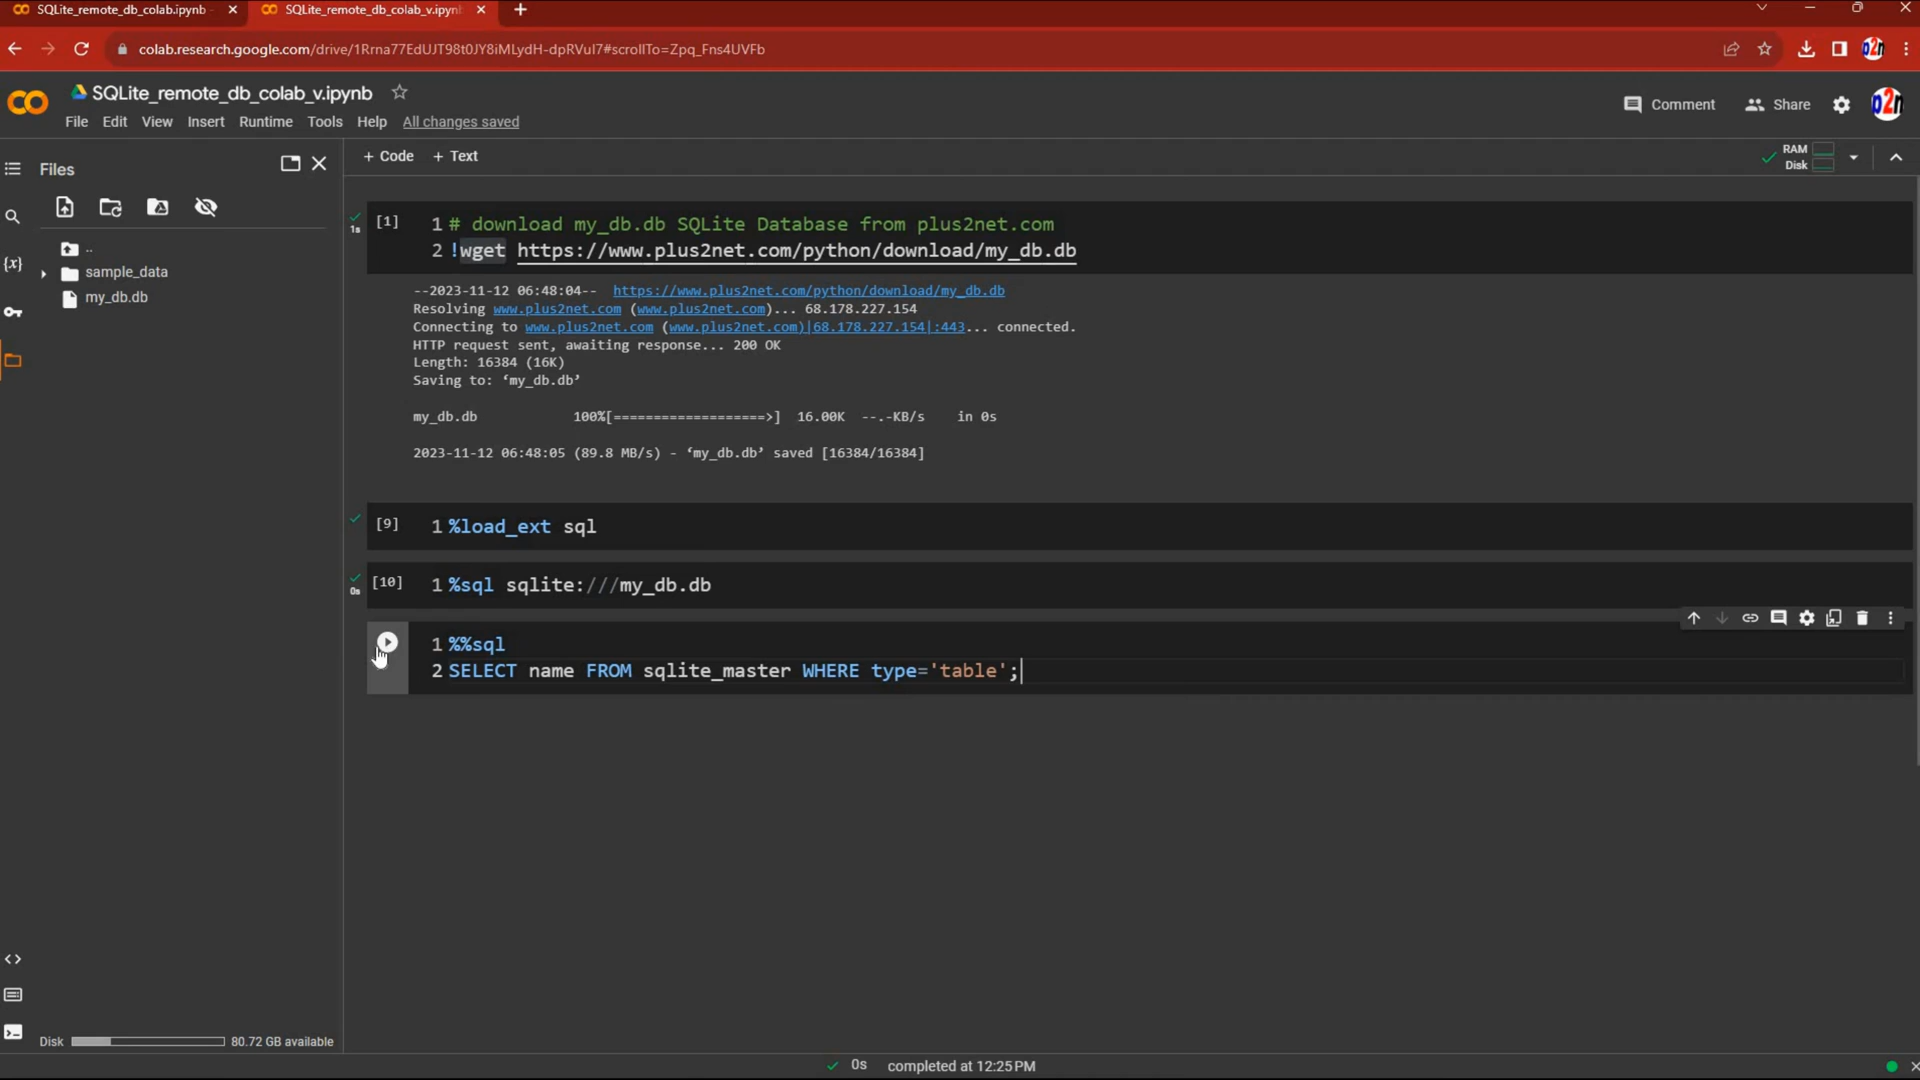 SQLite_remote_db_colab.ipynb
SQLite_remote_db_colab_v.ipynb
colab.research.google.com/drive/1Rrna77EdUJT98t0JY8iMLydH-dpRVuI7#scrollTo=Zpq_Fns4UVFb
SQLite_remote_db_colab_v.ipynb
File Edit View Insert Runtime Tools Help All changes saved
Comment Share p2n
Files
+ Code + Text
RAM
Disk
..
sample_data
my_db.db
[1]
1 # download my_db.db SQLite Database from plus2net.com
2 !wget https://www.plus2net.com/python/download/my_db.db
1s
--2023-11-12 06:48:04-- https://www.plus2net.com/python/download/my_db.db
Resolving www.plus2net.com (www.plus2net.com)... 68.178.227.154
Connecting to www.plus2net.com (www.plus2net.com)|68.178.227.154|:443... connected.
HTTP request sent, awaiting response... 200 OK
Length: 16384 (16K)
Saving to: ‘my_db.db’
my_db.db 100%[===================>] 16.00K --.-KB/s in 0s
2023-11-12 06:48:05 (89.8 MB/s) - ‘my_db.db’ saved [16384/16384]
[9] 1 %load_ext sql
[10] 1 %sql sqlite:///my_db.db
0s
1 %%sql
2 SELECT name FROM sqlite_master WHERE type='table';
{x}
Disk 80.72 GB available
0s completed at 12:25 PM